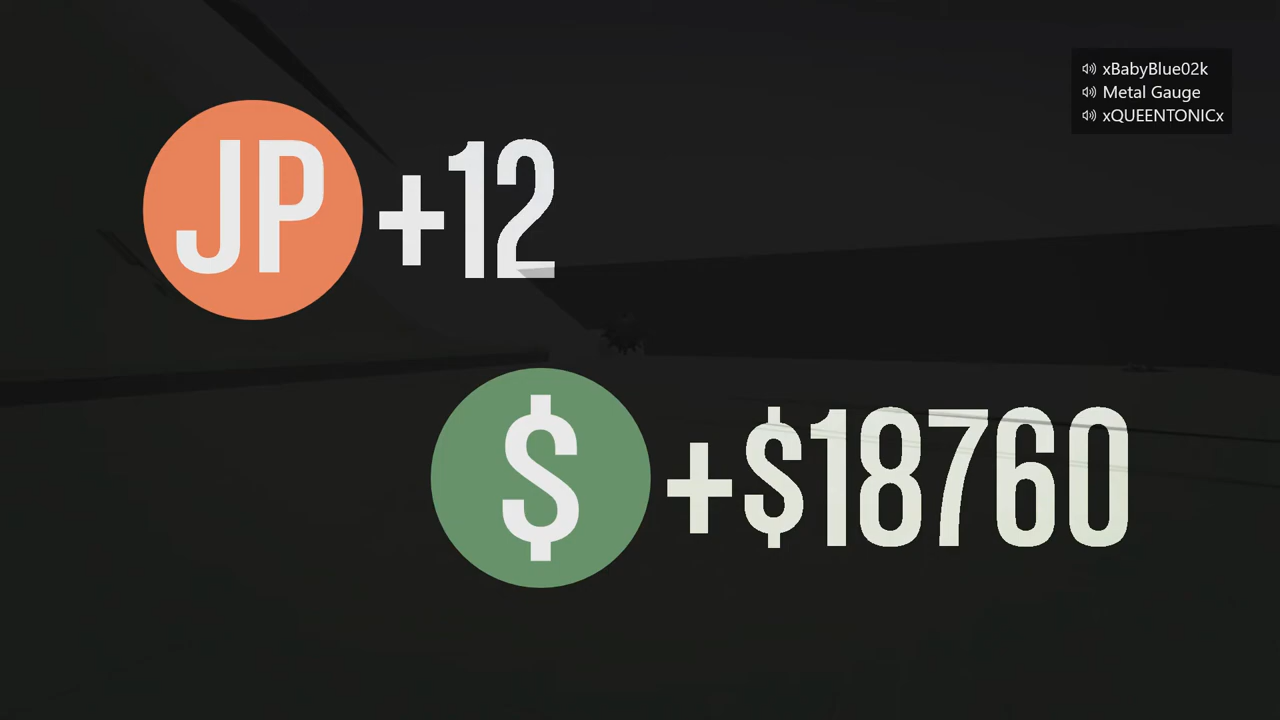 xBabyBlue02k
Metal Gauge
xQUEENTONICx
JP +12
$ +$18760